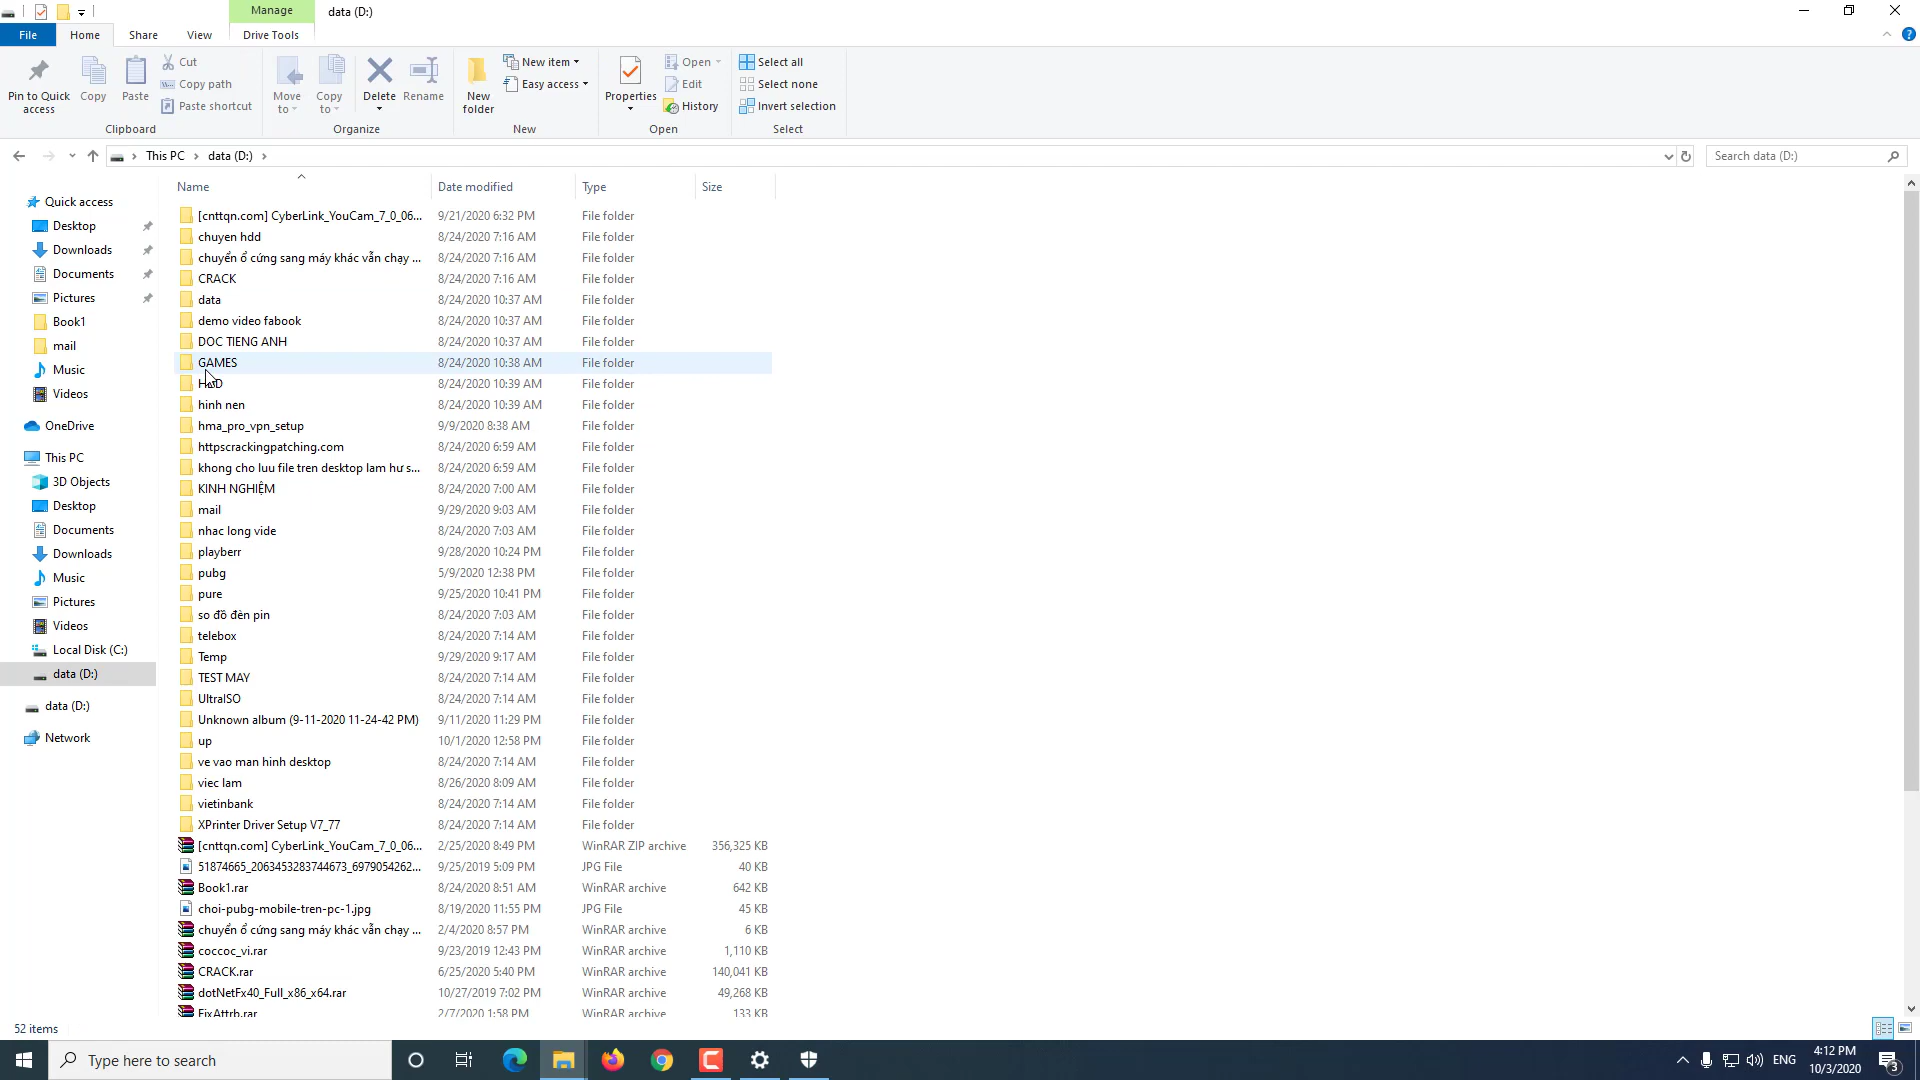 Manage
data (D:)
File
Home
Share
View
Drive Tools
Pin to Quick access
Copy
Paste
Cut
Copy path
Paste shortcut
Clipboard
Move to
Copy to
Delete
Rename
Organize
New folder
New item
Easy access
New
Properties
Open
Edit
History
Open
Select all
Select none
Invert selection
Select
This PC
data (D:)
Search data (D:)
Name
Date modified
Type
Size
Quick access
Desktop
Downloads
Documents
Pictures
Book1
mail
Music
Videos
OneDrive
This PC
3D Objects
Desktop
Documents
Downloads
Music
Pictures
Videos
Local Disk (C:)
data (D:)
data (D:)
Network
[cnttqn.com] CyberLink_YouCam_7_0_06... 9/21/2020 6:32 PM File folder
chuyen hdd 8/24/2020 7:16 AM File folder
chuyển ổ cứng sang máy khác vẫn chạy ... 8/24/2020 7:16 AM File folder
CRACK 8/24/2020 7:16 AM File folder
data 8/24/2020 10:37 AM File folder
demo video fabook 8/24/2020 10:37 AM File folder
DOC TIENG ANH 8/24/2020 10:37 AM File folder
GAMES 8/24/2020 10:38 AM File folder
8/24/2020 10:39 AM File folder
hinh nen 8/24/2020 10:39 AM File folder
hma_pro_vpn_setup 9/9/2020 8:38 AM File folder
httpscrackingpatching.com 8/24/2020 6:59 AM File folder
khong cho luu file tren desktop lam hư s... 8/24/2020 6:59 AM File folder
KINH NGHIỆM 8/24/2020 7:00 AM File folder
mail 9/29/2020 9:03 AM File folder
nhac long vide 8/24/2020 7:03 AM File folder
playberr 9/28/2020 10:24 PM File folder
pubg 5/9/2020 12:38 PM File folder
pure 9/25/2020 10:41 PM File folder
so đồ đèn pin 8/24/2020 7:03 AM File folder
telebox 8/24/2020 7:14 AM File folder
Temp 9/29/2020 9:17 AM File folder
TEST MAY 8/24/2020 7:14 AM File folder
UltraISO 8/24/2020 7:14 AM File folder
Unknown album (9-11-2020 11-24-42 PM) 9/11/2020 11:29 PM File folder
up 10/1/2020 12:58 PM File folder
ve vao man hinh desktop 8/24/2020 7:14 AM File folder
viec lam 8/26/2020 8:09 AM File folder
vietinbank 8/24/2020 7:14 AM File folder
XPrinter Driver Setup V7_77 8/24/2020 7:14 AM File folder
[cnttqn.com] CyberLink_YouCam_7_0_06... 2/25/2020 8:49 PM WinRAR ZIP archive 356,325 KB
51874665_2063453283744673_6979054262... 9/25/2019 5:09 PM JPG File 40 KB
Book1.rar 8/24/2020 8:51 AM WinRAR archive 642 KB
choi-pubg-mobile-tren-pc-1.jpg 8/19/2020 11:55 PM JPG File 45 KB
chuyển ổ cứng sang máy khác vẫn chạy ... 2/4/2020 8:57 PM WinRAR archive 6 KB
coccoc_vi.rar 9/23/2019 12:43 PM WinRAR archive 1,110 KB
CRACK.rar 6/25/2020 5:40 PM WinRAR archive 140,041 KB
dotNetFx40_Full_x86_x64.rar 10/27/2019 7:02 PM WinRAR archive 49,268 KB
FixAttrb.rar 2/7/2020 1:58 PM WinRAR archive 133 KB
52 items
Type here to search
ENG
4:12 PM
10/3/2020
3